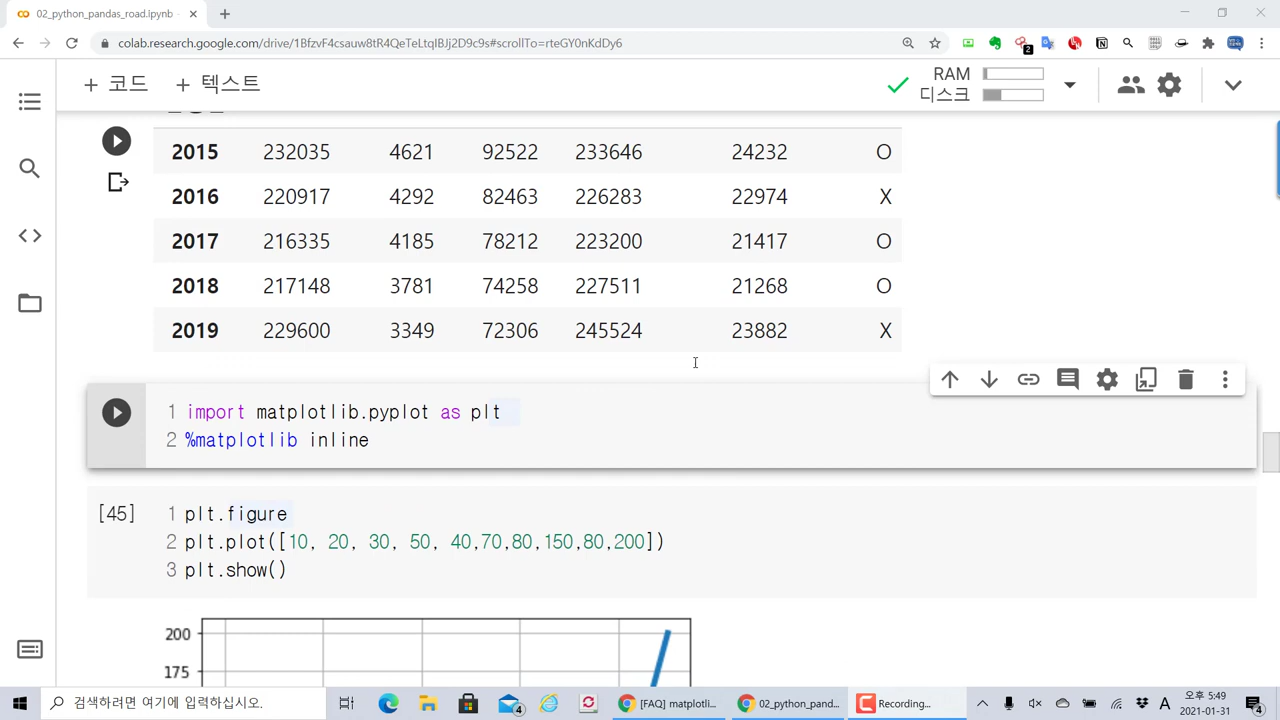 02_python_pandas_road.ipynb
colab.research.google.com/drive/1BfzvF4csauw8tR4QeTeLtqIBJj9D9c9s#scrollTo=rteGY0nKdDy6
2
+ 코드 + 텍스트
RAM
디스크
2015 232035 4621 92522 233646 24232 O
2016 220917 4292 82463 226283 22974 X
2017 216335 4185 78212 223200 21417 O
2018 217148 3781 74258 227511 21268 O
2019 229600 3349 72306 245524 23882 X
1 import matplotlib.pyplot as plt
2 %matplotlib inline
[45] 1 plt.figure
2 plt.plot([10, 20, 30, 50, 40,70,80,150,80,200])
3 plt.show()
200
175
검색하려면 여기에 입력하십시오.
4
[FAQ] matplotli...
02_python_pand...
Recording...
A
오후 5:49
2021-01-31
4